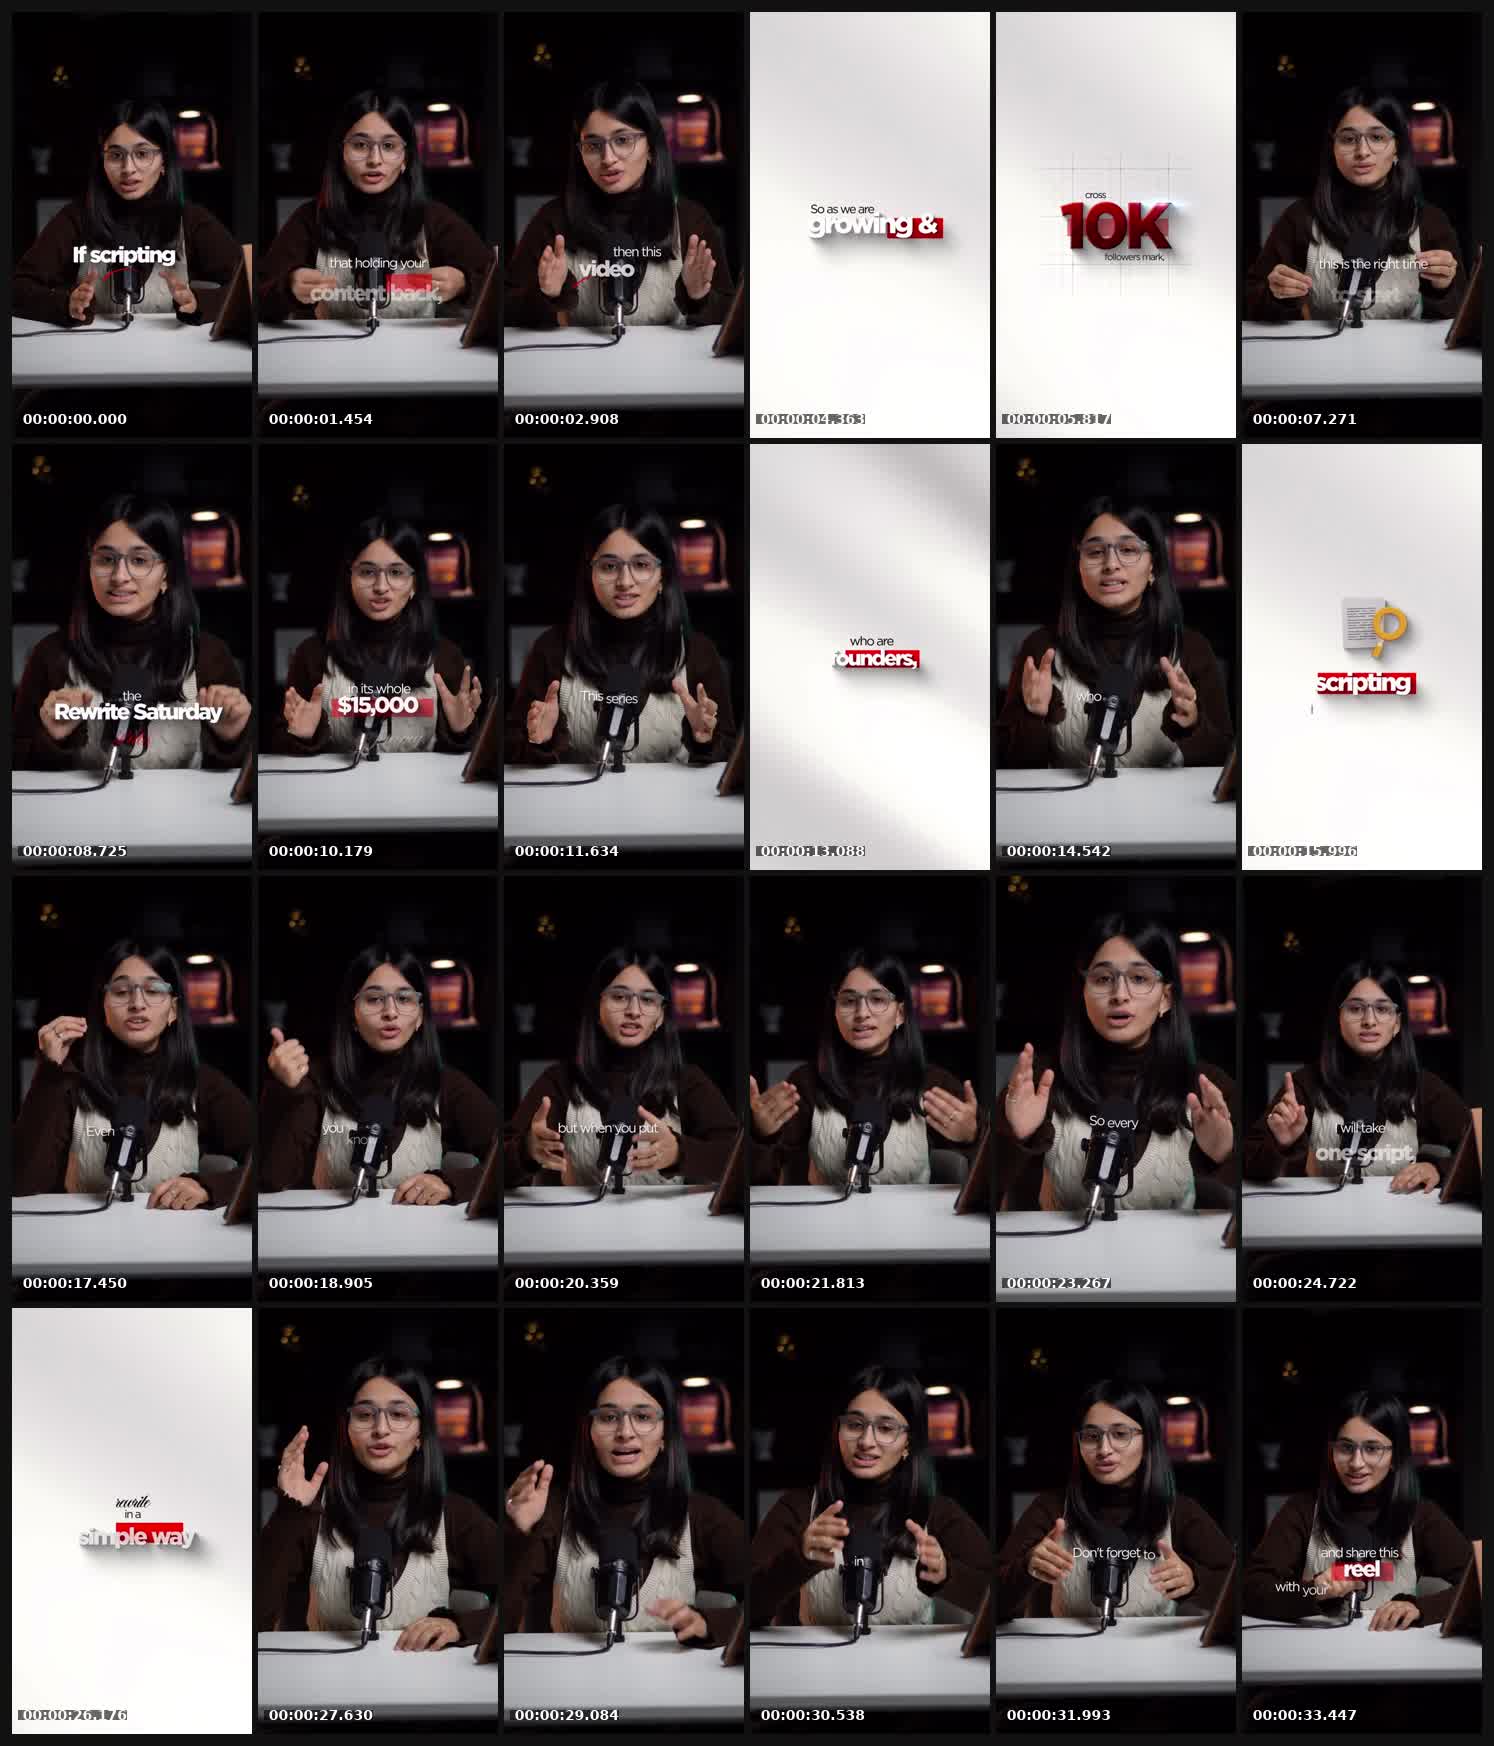 If scripting
00:00:00.000
that holding your
content back,
00:00:01.454
then this
video
00:00:02.908
So as we are
growing &
00:00:04.363
cross
10K
followers mark,
00:00:05.817
this is the right time
to start
00:00:07.271
the
Rewrite Saturday
00:00:08.725
in its whole
$15,000
00:00:10.179
This series
00:00:11.634
who are
founders,
00:00:13.088
who
00:00:14.542
scripting
00:00:15.996
Even
00:00:17.450
you
know
00:00:18.905
but when you put
00:00:20.359
00:00:21.813
So every
00:00:23.267
I will take
one script,
00:00:24.722
rewrite
in a
simple way
00:00:26.176
00:00:27.630
00:00:29.084
in
00:00:30.538
Don't forget to
00:00:31.993
and share this
reel
with your
00:00:33.447